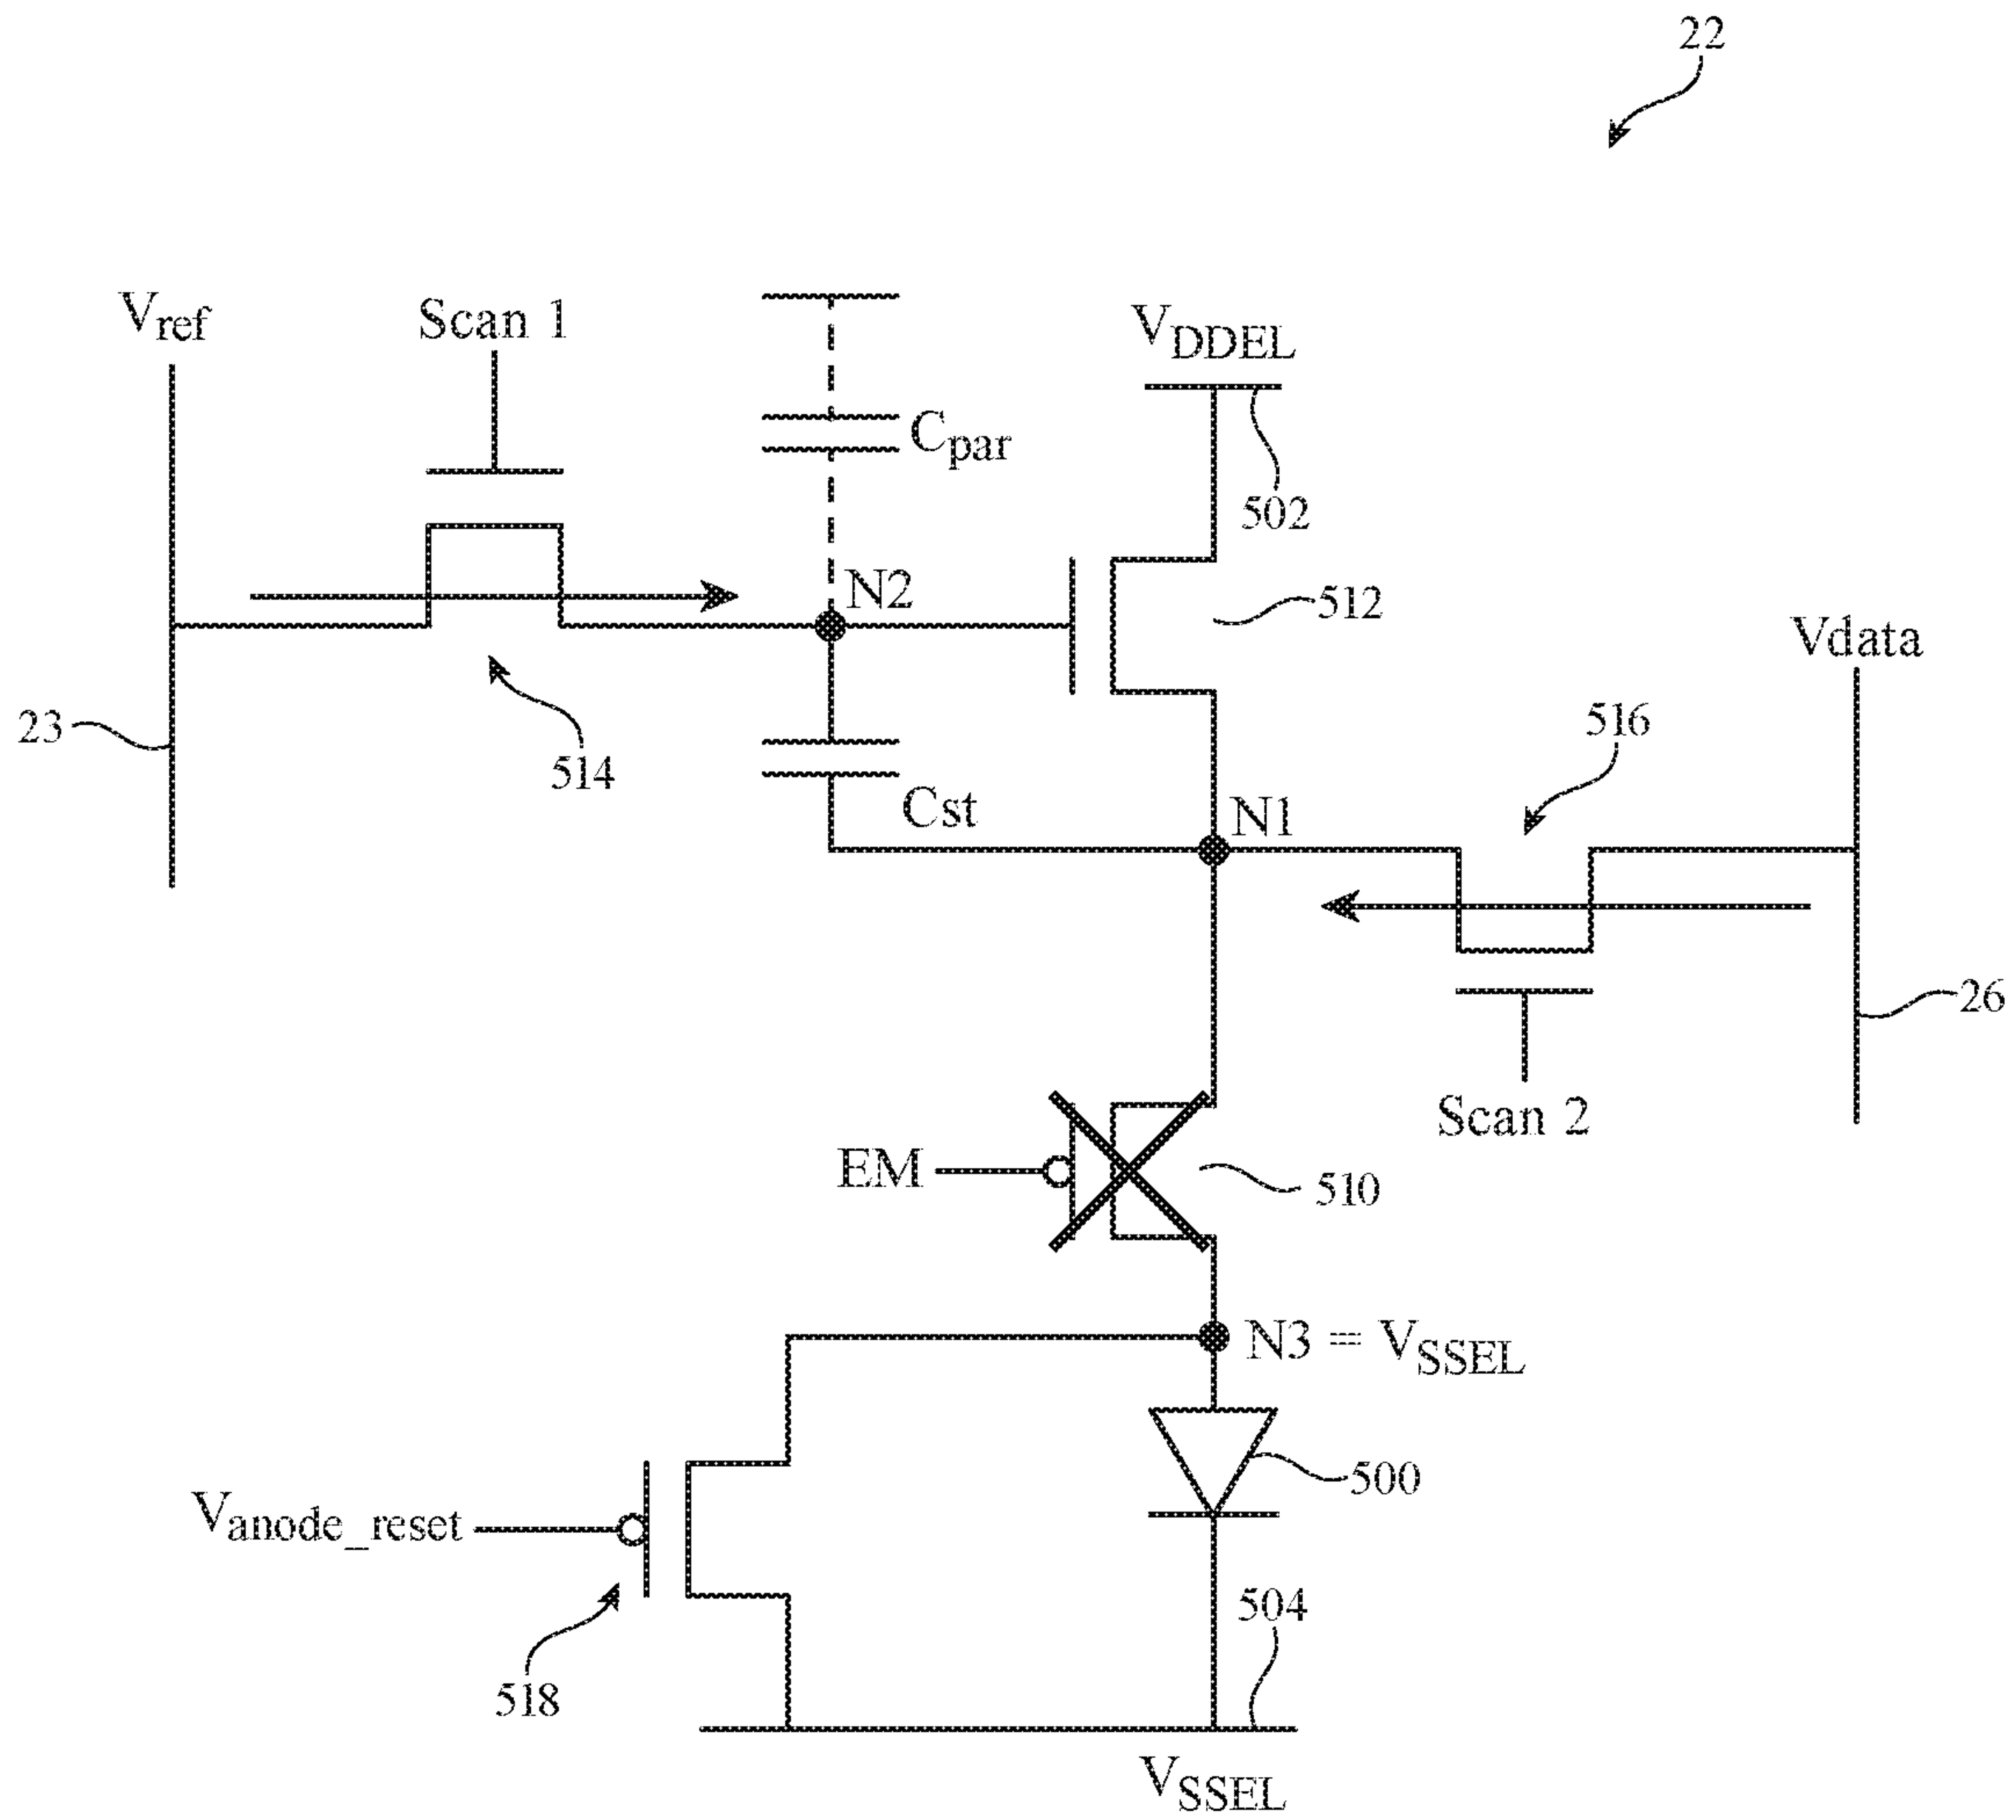 22
Vref
Scan 1
Cpar
VDDEL
502
N2
512
Vdata
23
514
516
Cst
N1
26
Scan 2
EM
510
N3 = VSSEL
500
Vanode_reset
504
518
VSSEL